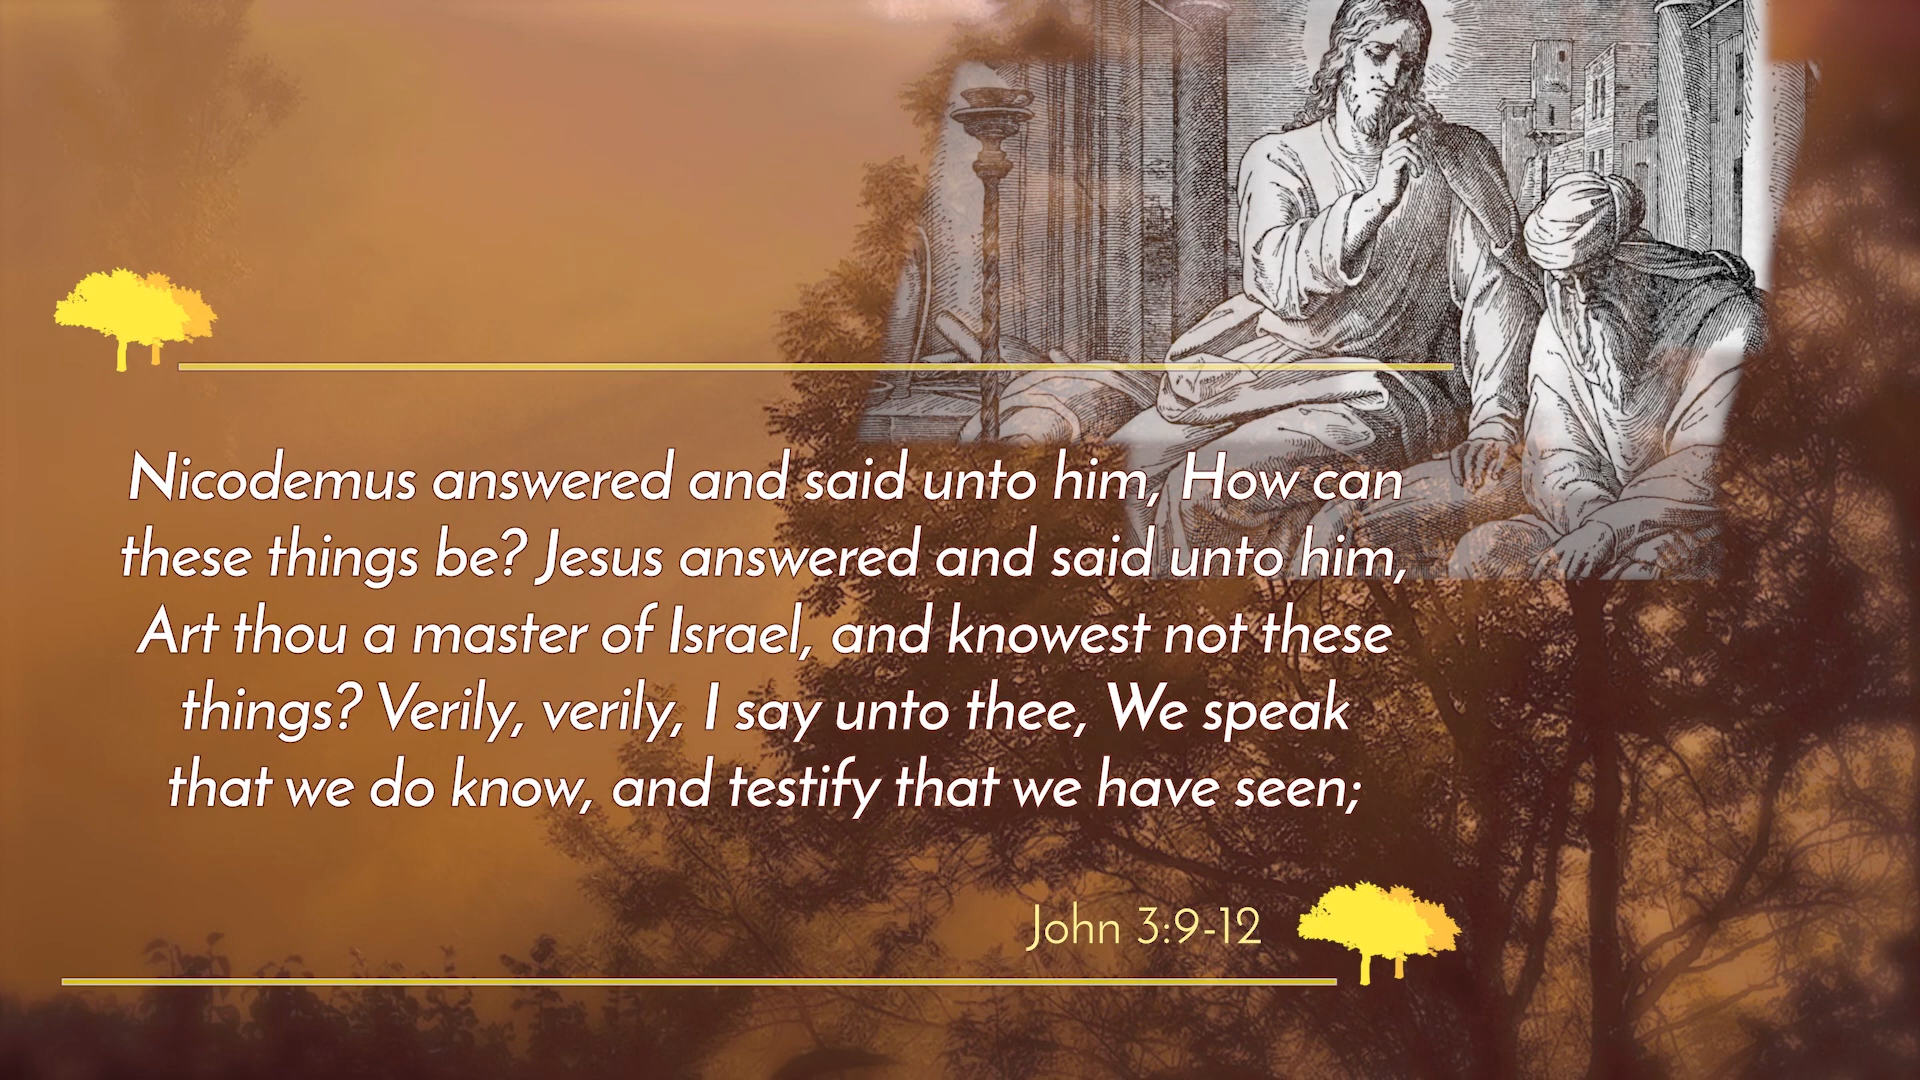 Nicodemus answered and said unto him, How can
these things be? Jesus answered and said unto him,
Art thou a master of Israel, and knowest not these
things? Verily, verily, I say unto thee, We speak
that we do know, and testify that we have seen;
John 3:9-12